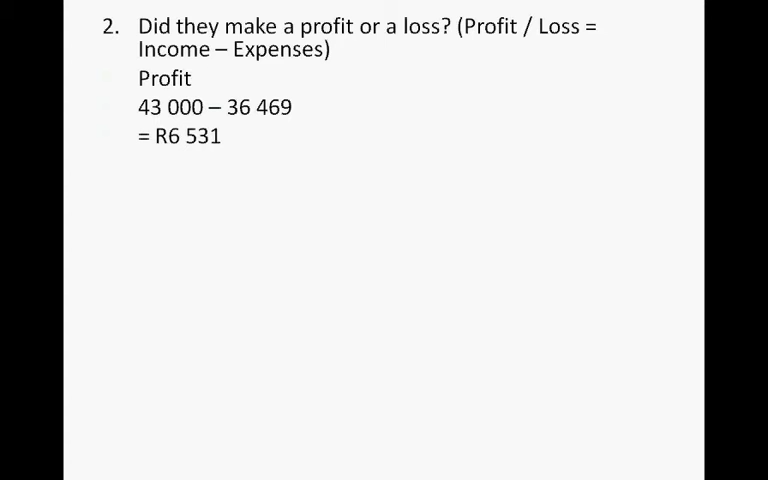 2. Did they make a profit or a loss? (Profit / Loss =
Income – Expenses)
Profit
43 000 – 36 469
= R6 531